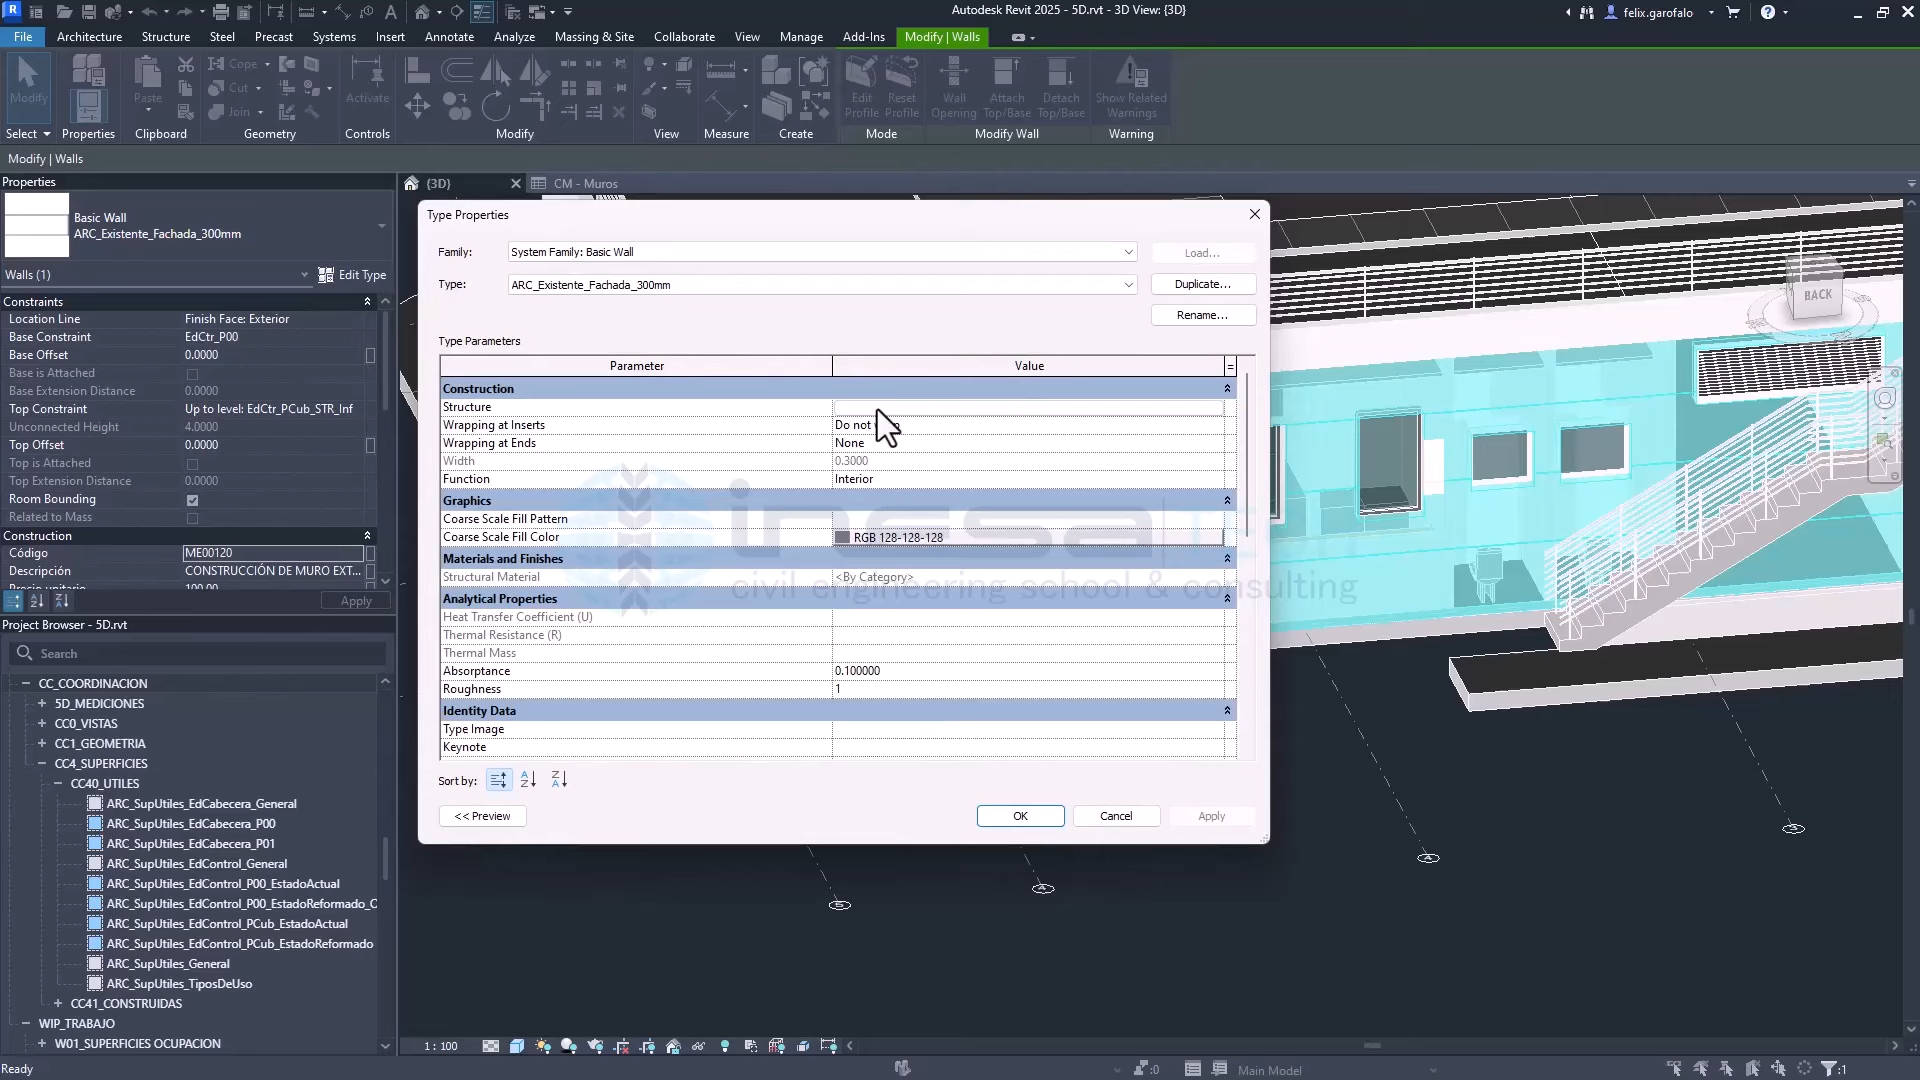 Autodesk Revit 2025 - 5D.rvt - 3D View: {3D}
felix.garofalo
File Architecture Structure Steel Precast Systems Insert Annotate Analyze Massing & Site Collaborate View Manage Add-Ins Modify | Walls
Modify
Paste
Cope
Cut
Join
Activate
Edit Profile
Reset Profile
Wall Opening
Attach Top/Base
Detach Top/Base
Show Related Warnings
Select Properties Clipboard Geometry Controls Modify View Measure Create Mode Modify Wall Warning
Modify | Walls
Properties
Basic Wall
ARC_Existente_Fachada_300mm
Walls (1)
Edit Type
Constraints
Location Line Finish Face: Exterior
Base Constraint EdCtr_P00
Base Offset 0.0000
Base is Attached
Base Extension Distance 0.0000
Top Constraint Up to level: EdCtr_PCub_STR_Inf
Unconnected Height 4.0000
Top Offset 0.0000
Top is Attached
Top Extension Distance 0.0000
Room Bounding
Related to Mass
Construction
Código ME00120
Descripción CONSTRUCCIÓN DE MURO EXT...
Precio unitario 100.00
Apply
Project Browser - 5D.rvt
Search
CC_COORDINACION
5D_MEDICIONES
CC0_VISTAS
CC1_GEOMETRIA
CC4_SUPERFICIES
CC40_UTILES
ARC_SupUtiles_EdCabecera_General
ARC_SupUtiles_EdCabecera_P00
ARC_SupUtiles_EdCabecera_P01
ARC_SupUtiles_EdControl_General
ARC_SupUtiles_EdControl_P00_EstadoActual
ARC_SupUtiles_EdControl_P00_EstadoReformado_C
ARC_SupUtiles_EdControl_PCub_EstadoActual
ARC_SupUtiles_EdControl_PCub_EstadoReformado
ARC_SupUtiles_General
ARC_SupUtiles_TiposDeUso
CC41_CONSTRUIDAS
WIP_TRABAJO
W01_SUPERFICIES OCUPACION
Ready
{3D}
CM - Muros
Type Properties
Family: System Family: Basic Wall Load...
Type: ARC_Existente_Fachada_300mm Duplicate...
Rename...
Type Parameters
Parameter Value =
Construction
Structure
Wrapping at Inserts Do not
Wrapping at Ends None
Width 0.3000
Function Interior
Graphics
Coarse Scale Fill Pattern
Coarse Scale Fill Color RGB 128-128-128
Materials and Finishes
Structural Material <By Category>
Analytical Properties
Heat Transfer Coefficient (U)
Thermal Resistance (R)
Thermal Mass
Absorptance 0.100000
Roughness 1
Identity Data
Type Image
Keynote
Sort by:
<< Preview OK Cancel Apply
civil engineering school & consulting
BACK
1 : 100
:0
Main Model
:1